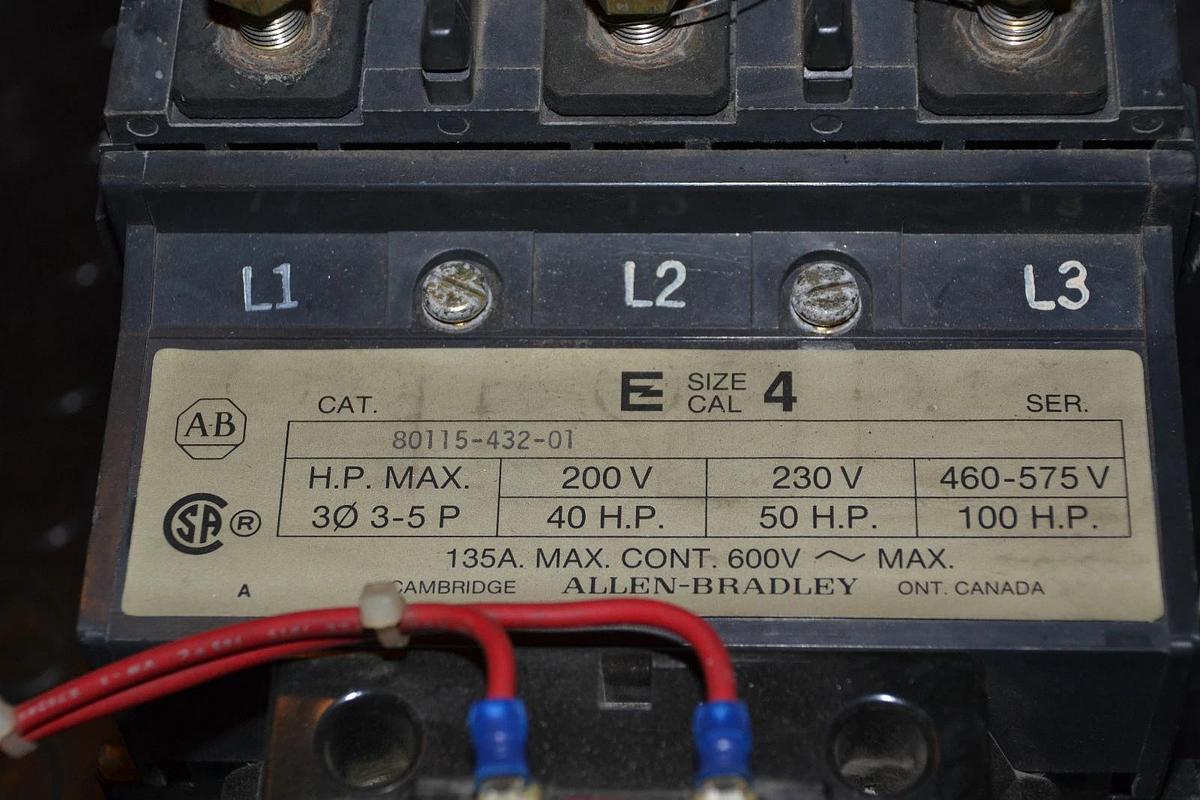 L1 L2 L3
E SIZE CAL 4
CAT. SER.
A-B
80115-432-01
H.P. MAX. 200 V 230 V 460-575 V
3Ø 3-5 P 40 H.P. 50 H.P. 100 H.P.
SA ®
135A. MAX. CONT. 600V ~ MAX.
A CAMBRIDGE ALLEN-BRADLEY ONT. CANADA